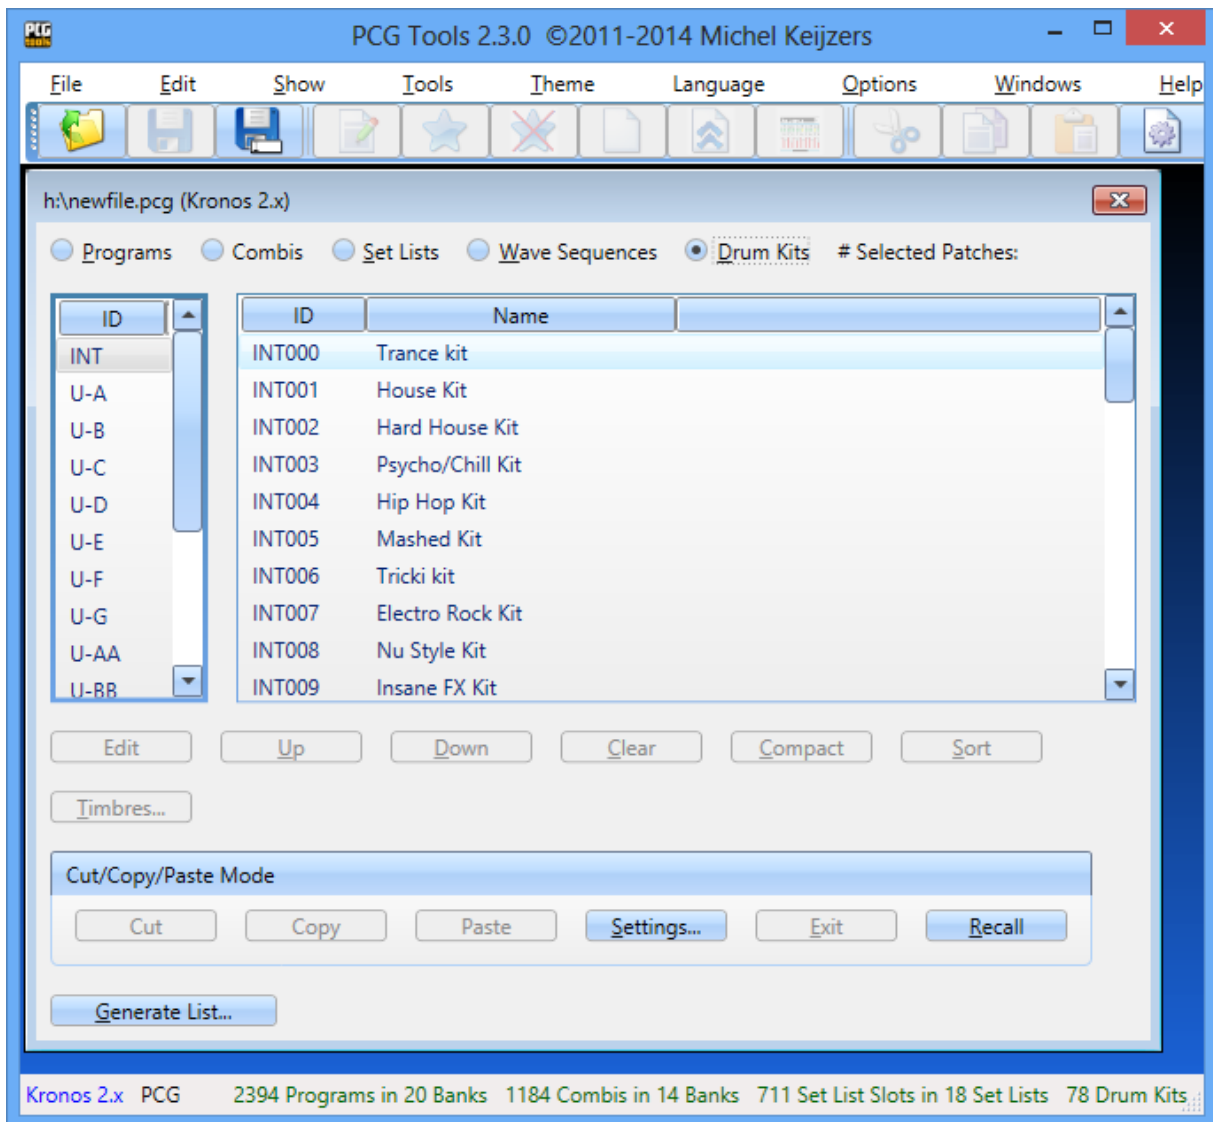 PCG tools
PCG Tools 2.3.0 ©2011-2014 Michel Keijzers
File Edit Show Tools Theme Language Options Windows Help
h:\newfile.pcg (Kronos 2.x)
Programs Combis Set Lists Wave Sequences Drum Kits # Selected Patches:
ID ID Name
INT INT000 Trance kit
U-A INT001 House Kit
U-B INT002 Hard House Kit
U-C INT003 Psycho/Chill Kit
U-D INT004 Hip Hop Kit
U-E INT005 Mashed Kit
U-F INT006 Tricki kit
U-G INT007 Electro Rock Kit
U-AA INT008 Nu Style Kit
U-BB INT009 Insane FX Kit
Edit Up Down Clear Compact Sort
Timbres...
Cut/Copy/Paste Mode
Cut Copy Paste Settings... Exit Recall
Generate List...
Kronos 2.x PCG 2394 Programs in 20 Banks 1184 Combis in 14 Banks 711 Set List Slots in 18 Set Lists 78 Drum Kits